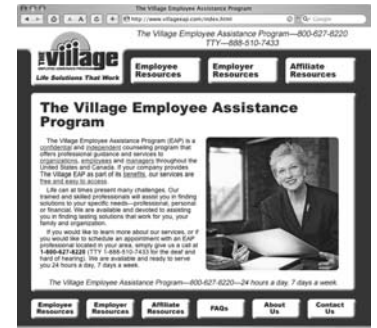 The Village Employee Assistance Program
http://www.villageeap.com/index.html
Google
The Village Employee Assistance Program—800-627-8220
TTY—888-510-7433
THE village
Life Solutions That Work
Employee Resources
Employer Resources
Affiliate Resources
The Village Employee Assistance
Program
The Village Employee Assistance Program (EAP) is a
confidential and independent counseling program that
offers professional guidance and services to
organizations, employees and managers throughout the
United States and Canada. If your company provides
The Village EAP as part of its benefits, our services are
free and easy to access.
Life can at times present many challenges. Our
trained and skilled professionals will assist you in finding
solutions to your specific needs—professional, personal
or financial. We are available and devoted to assisting
you in finding lasting solutions that work for you, your
family and organization.
If you would like to learn more about our services, or if
you would like to schedule an appointment with an EAP
professional located in your area, simply give us a call at
1-800-627-8220 (TTY 1-888-510-7433 for the deaf and
hard of hearing). We are available and ready to serve
you 24 hours a day, 7 days a week.
The Village Employee Assistance Program—800-627-8220—24 hours a day, 7 days a week.
Employee Resources
Employer Resources
Affiliate Resources
FAQs
About Us
Contact Us